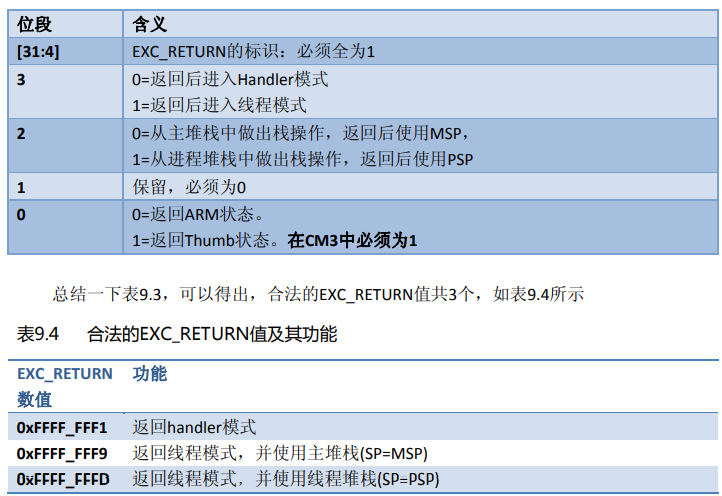 位段 含义
[31:4] EXC_RETURN的标识：必须全为1
3 0=返回后进入Handler模式
1=返回后进入线程模式
2 0=从主堆栈中做出栈操作，返回后使用MSP，
1=从进程堆栈中做出栈操作，返回后使用PSP
1 保留，必须为0
0 0=返回ARM状态。
1=返回Thumb状态。在CM3中必须为1
总结一下表9.3，可以得出，合法的EXC_RETURN值共3个，如表9.4所示
表9.4 合法的EXC_RETURN值及其功能
EXC_RETURN 功能
数值
0xFFFF_FFF1 返回handler模式
0xFFFF_FFF9 返回线程模式，并使用主堆栈(SP=MSP)
0xFFFF_FFFD 返回线程模式，并使用线程堆栈(SP=PSP)